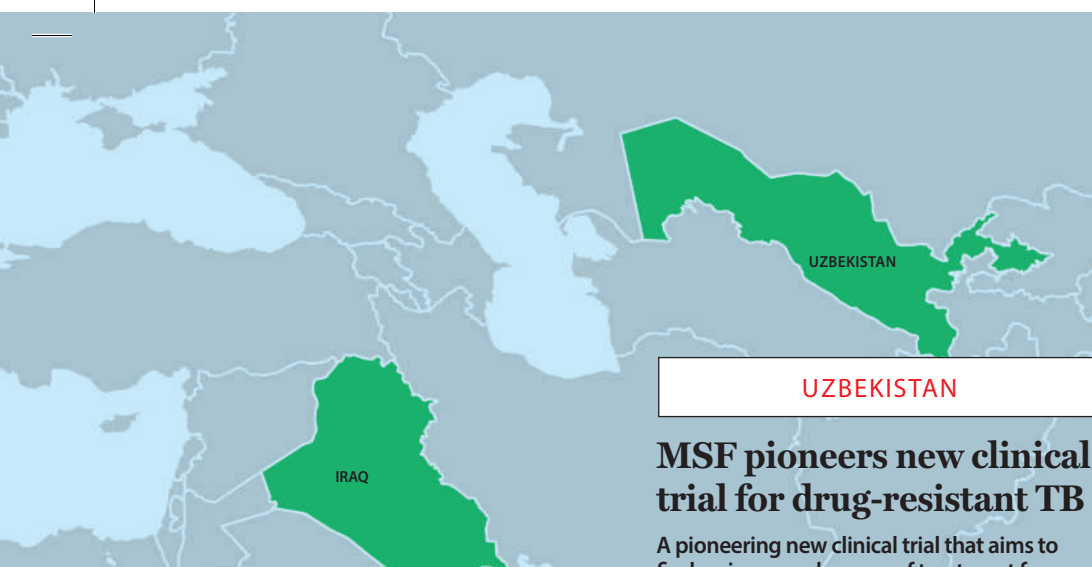 UZBEKISTAN
IRAQ
UZBEKISTAN
MSF pioneers new clinical
trial for drug-resistant TB
A pioneering new clinical trial that aims to